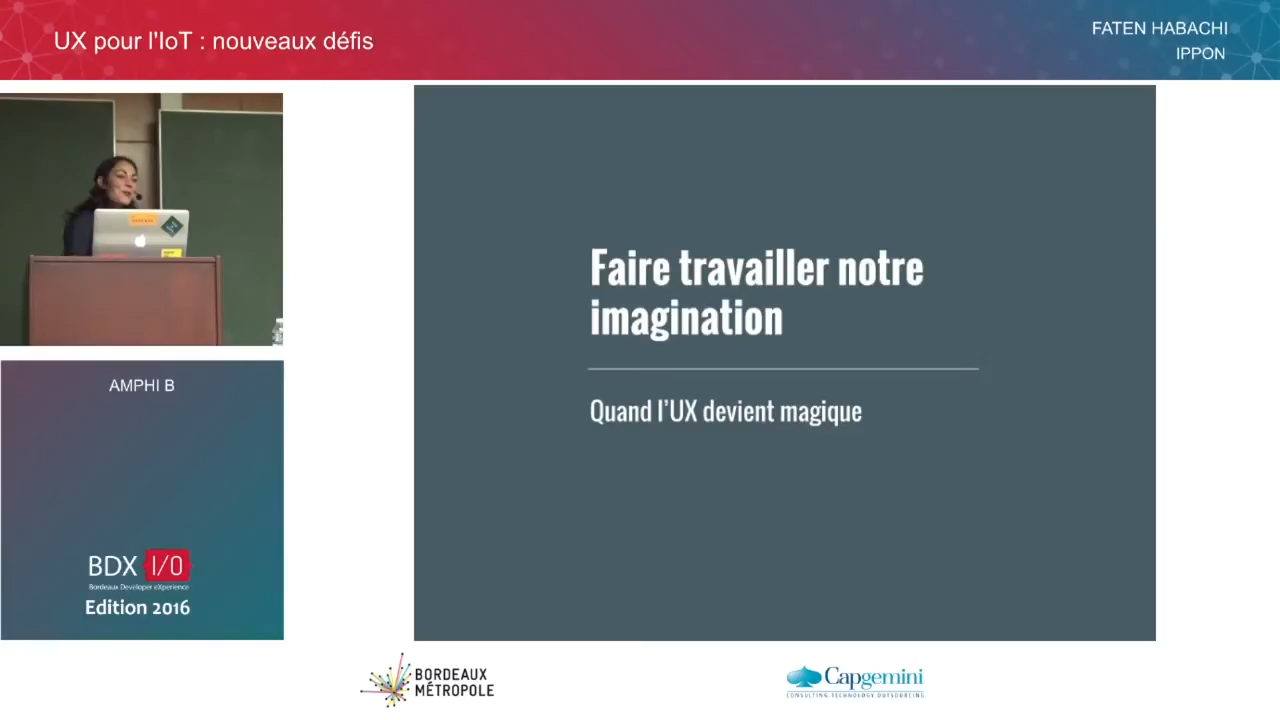 UX pour l'IoT : nouveaux défis
FATEN HABACHI
IPPON
Faire travailler notre
imagination
Quand l'UX devient magique
AMPHI B
BDX I/O
Bordeaux Developer eXperience
Edition 2016
BORDEAUX
MÉTROPOLE
Capgemini
CONSULTING.TECHNOLOGY.OUTSOURCING